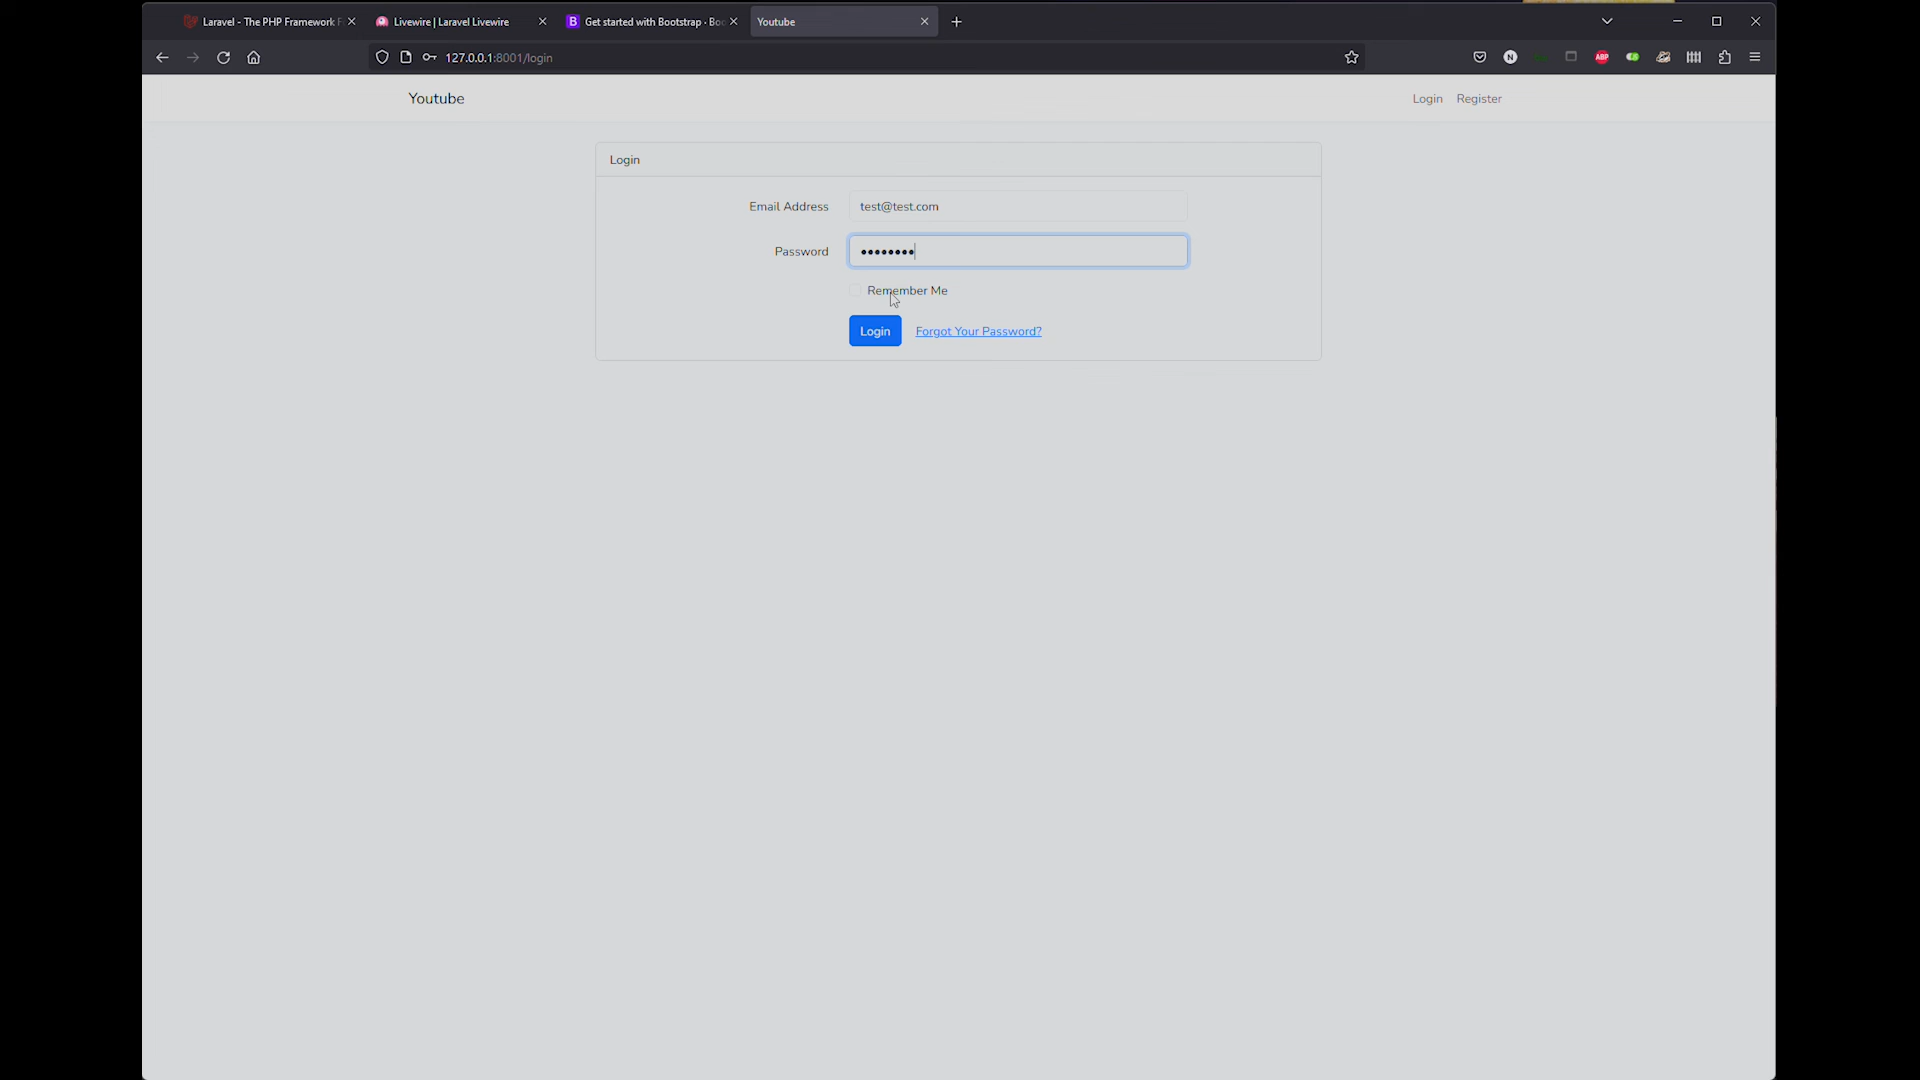 Laravel - The PHP Framework F
Livewire | Laravel Livewire
Get started with Bootstrap · Boo
Youtube
127.0.0.1:8001/login
N
ABP
Youtube
Login
Register
Login
Email Address
test@test.com
Password
Remember Me
Login
Forgot Your Password?